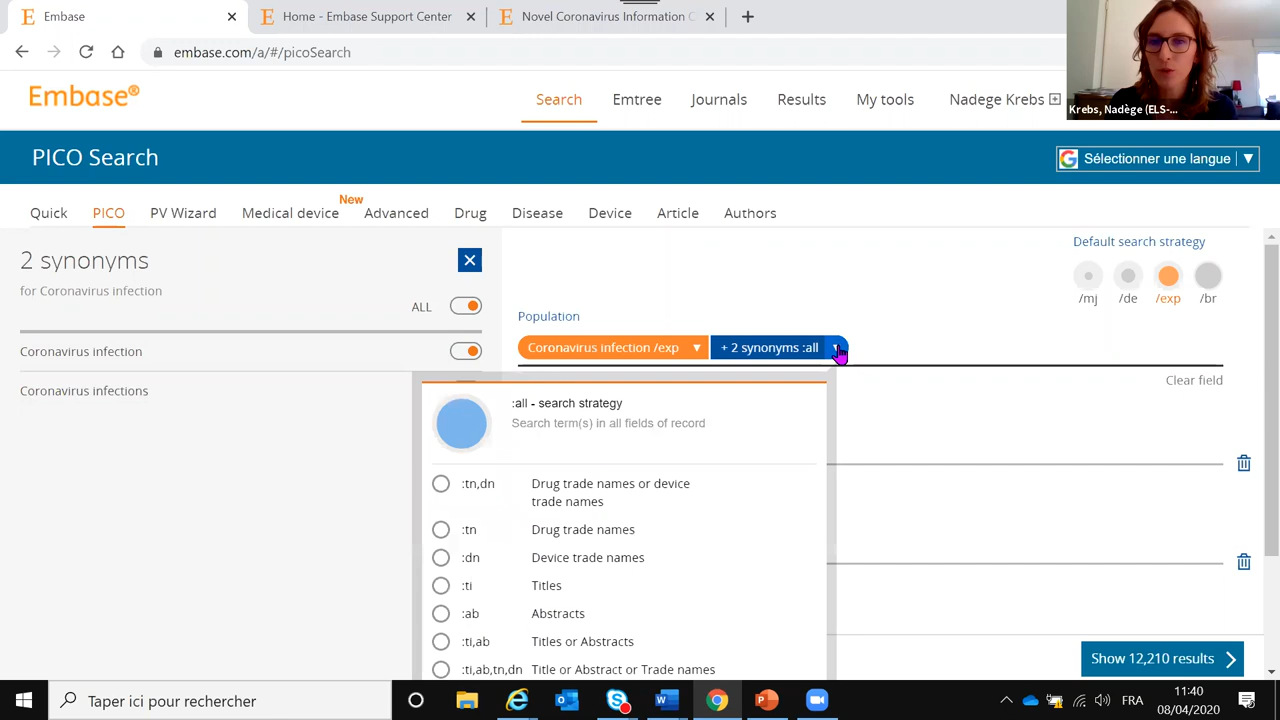 Embase
Home - Embase Support Center
Novel Coronavirus Information C
embase.com/a/#/picoSearch
Krebs, Nadège (ELS-...
Embase®
Search
Emtree
Journals
Results
My tools
Nadege Krebs
PICO Search
Sélectionner une langue
New
Quick
PICO
PV Wizard
Medical device
Advanced
Drug
Disease
Device
Article
Authors
2 synonyms
for Coronavirus infection
ALL
Coronavirus infection
Coronavirus infections
Default search strategy
/mj
/de
/exp
/br
Population
Coronavirus infection /exp
+ 2 synonyms :all
Clear field
:all - search strategy
Search term(s) in all fields of record
:tn,dn Drug trade names or device
trade names
:tn Drug trade names
:dn Device trade names
:ti Titles
:ab Abstracts
:ti,ab Titles or Abstracts
:ti,ab,tn,dn Title or Abstract or Trade names
Show 12,210 results
Taper ici pour rechercher
FRA
11:40
08/04/2020